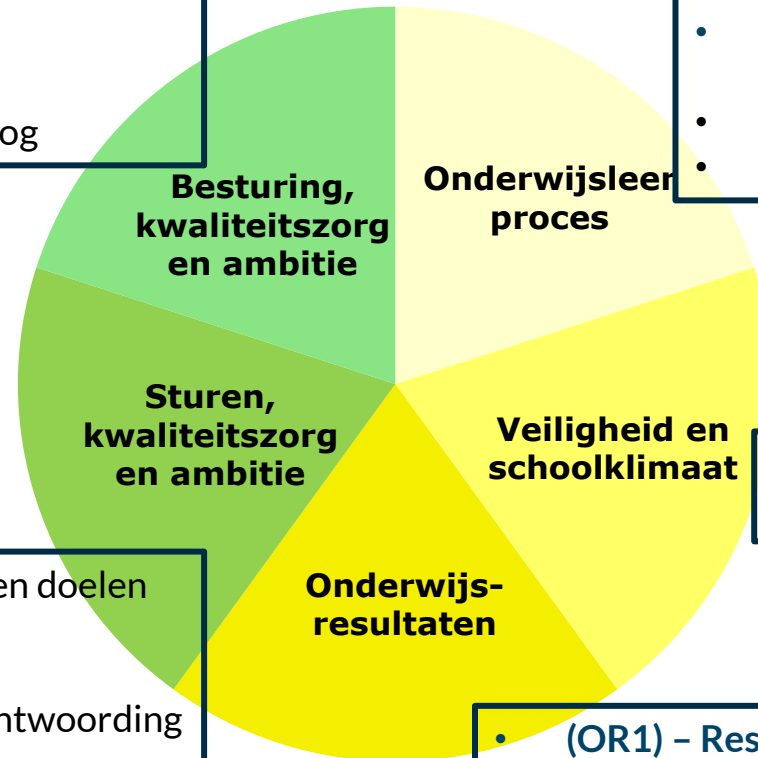 og
Besturing,
kwaliteitszorg
en ambitie
Onderwijsleer
proces
Sturen,
kwaliteitszorg
en ambitie
Veiligheid en
schoolklimaat
en doelen
Onderwijs-
resultaten
ntwoording
• (OR1) – Res